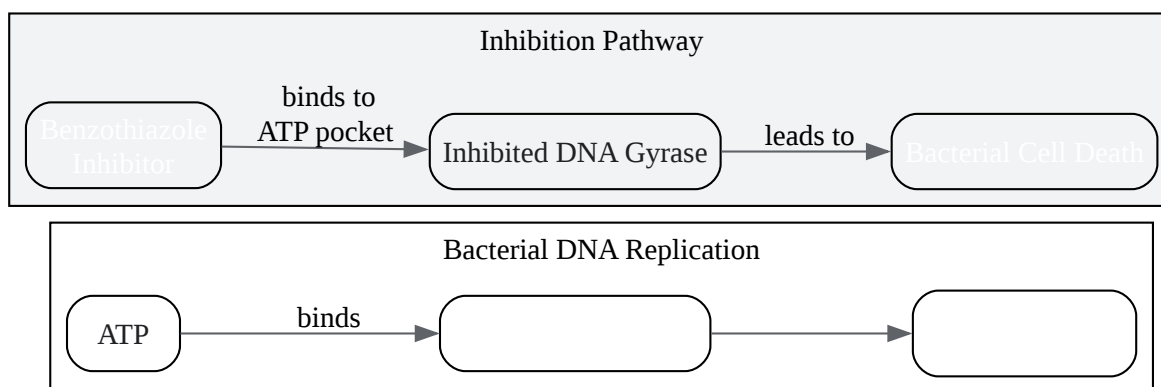 Inhibition Pathway
Benzothiazole
Inhibitor
binds to
ATP pocket
Inhibited DNA Gyrase
leads to
Bacterial Cell Death
Bacterial DNA Replication
ATP
binds